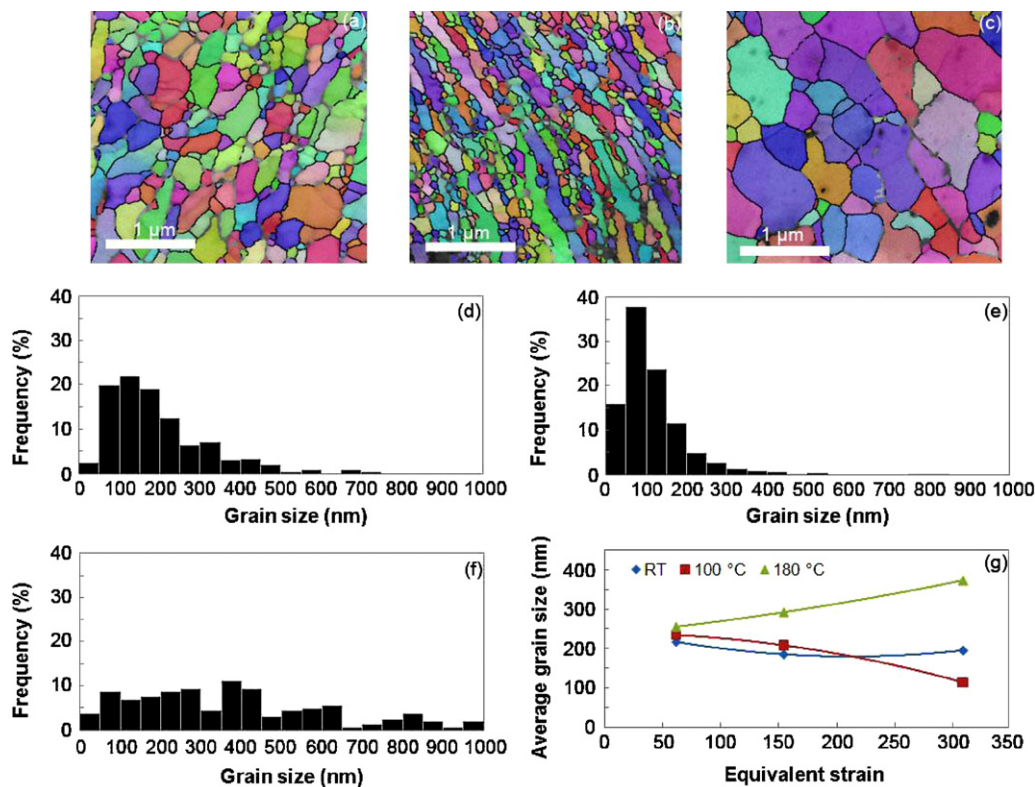 (a)
(b)
(c)
1 μm
1 μm
1 μm
(d)
Frequency (%)
40
30
20
10
0
0 100 200 300 400 500 600 700 800 900 1000
Grain size (nm)
(e)
Frequency (%)
40
30
20
10
0
0 100 200 300 400 500 600 700 800 900 1000
Grain size (nm)
(f)
Frequency (%)
40
30
20
10
0
0 100 200 300 400 500 600 700 800 900 1000
Grain size (nm)
(g)
RT 100 °C 180 °C
Average grain size (nm)
400
300
200
100
0
0 50 100 150 200 250 300 350
Equivalent strain